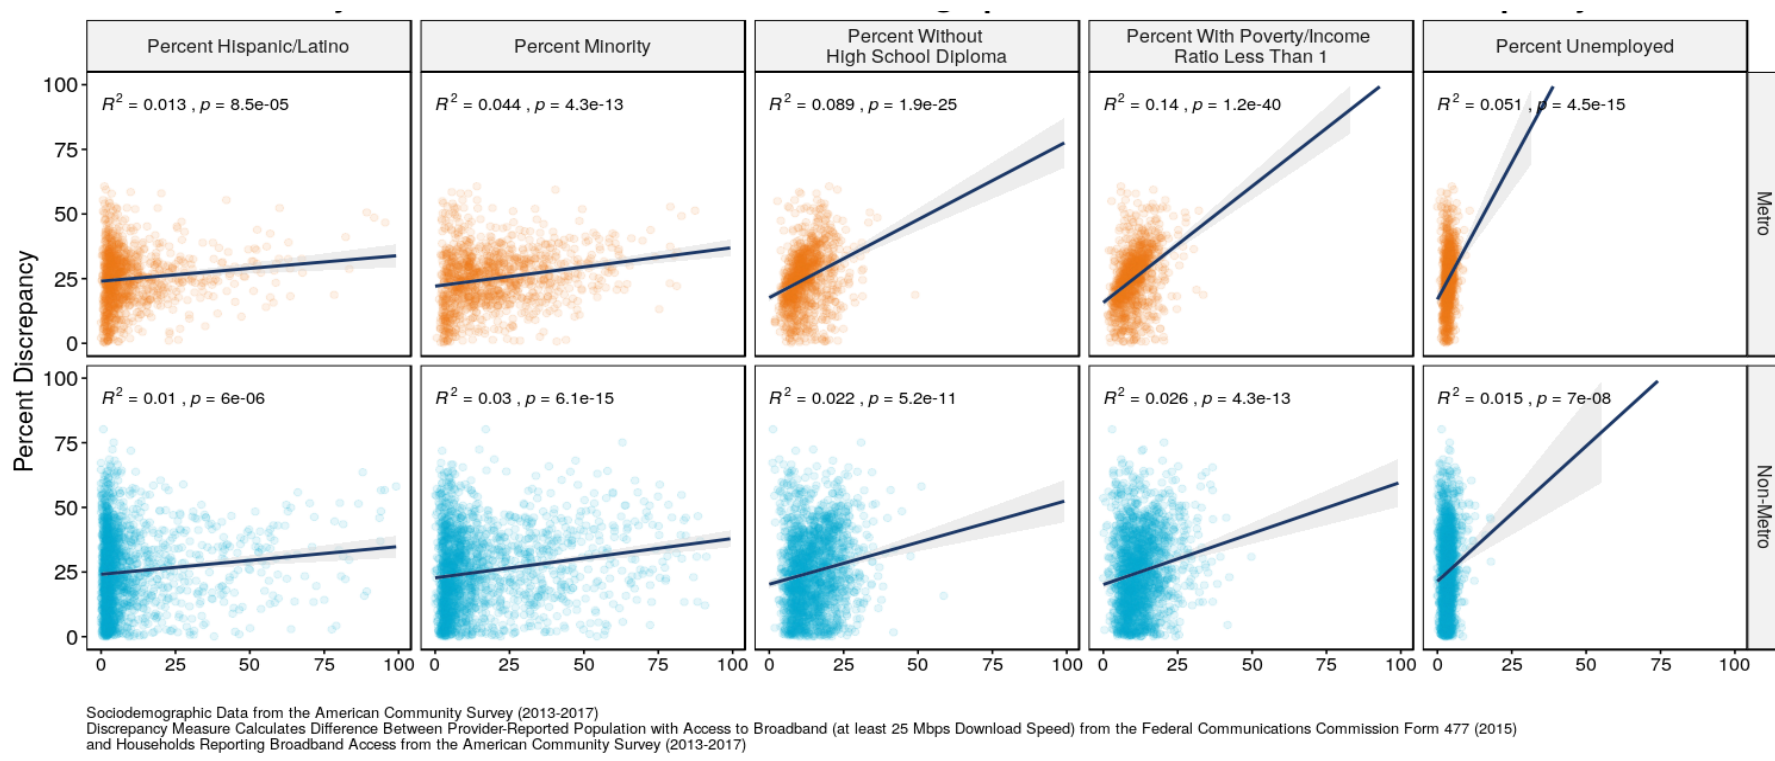 Percent Hispanic/Latino
Percent Minority
Percent Without
High School Diploma
Percent With Poverty/Income
Ratio Less Than 1
Percent Unemployed
Percent Discrepancy
100
75
50
25
0
R² = 0.013 , p = 8.5e-05
R² = 0.044 , p = 4.3e-13
R² = 0.089 , p = 1.9e-25
R² = 0.14 , p = 1.2e-40
R² = 0.051 , p = 4.5e-15
Metro
100
75
50
25
0
R² = 0.01 , p = 6e-06
R² = 0.03 , p = 6.1e-15
R² = 0.022 , p = 5.2e-11
R² = 0.026 , p = 4.3e-13
R² = 0.015 , p = 7e-08
Non-Metro
0 25 50 75 100
0 25 50 75 100
0 25 50 75 100
0 25 50 75 100
0 25 50 75 100
Sociodemographic Data from the American Community Survey (2013-2017)
Discrepancy Measure Calculates Difference Between Provider-Reported Population with Access to Broadband (at least 25 Mbps Download Speed) from the Federal Communications Commission Form 477 (2015)
and Households Reporting Broadband Access from the American Community Survey (2013-2017)